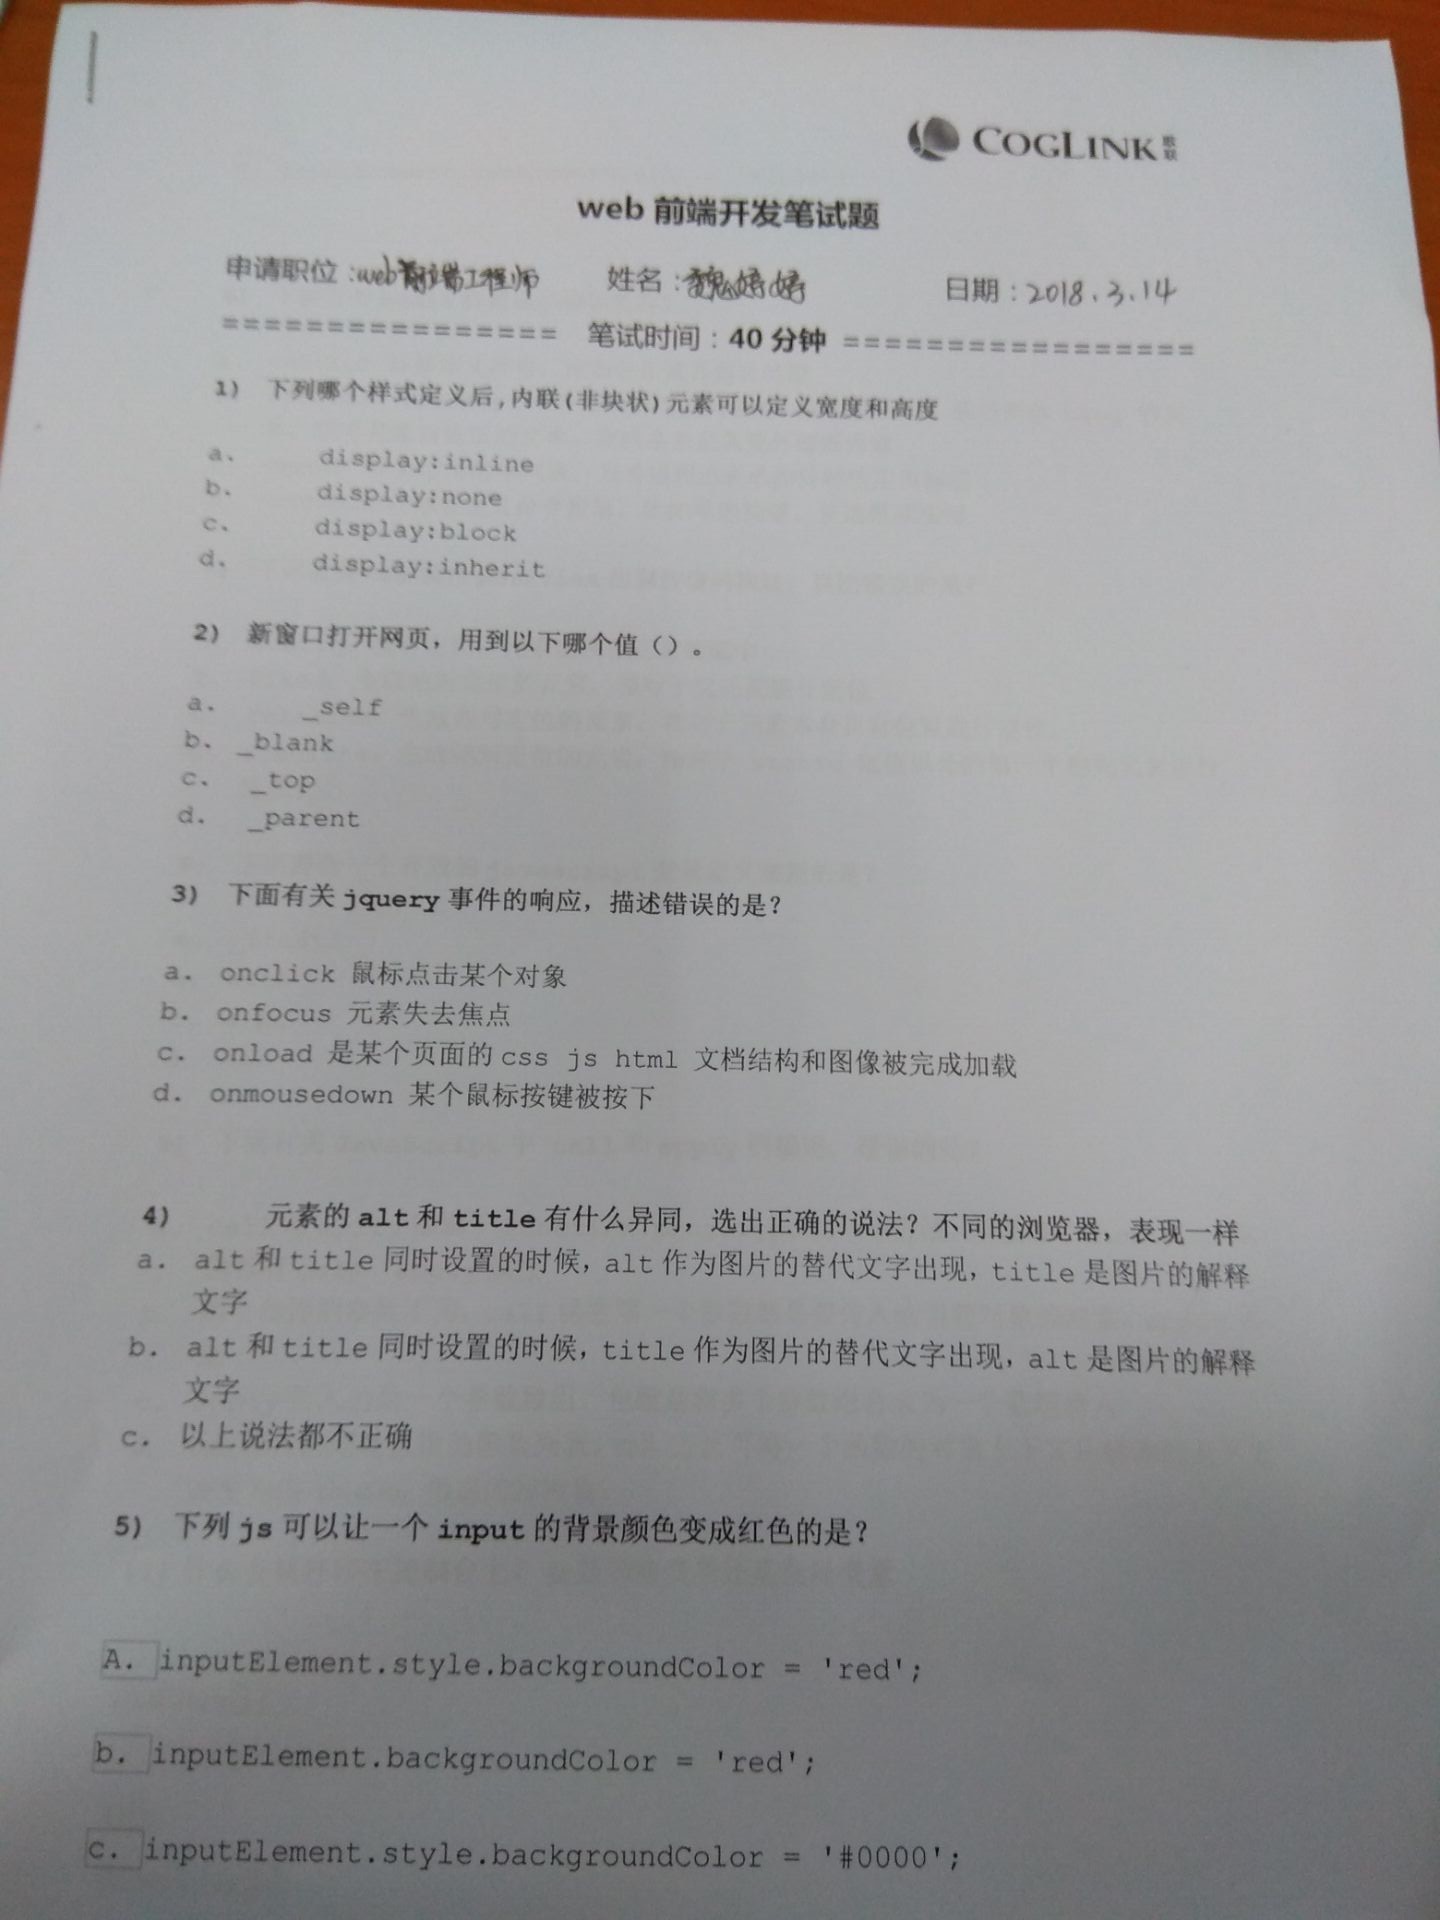 COGLINK 思联
web 前端开发笔试题
申请职位：web前端工程师 姓名：魏婷婷 日期：2018.3.14
================ 笔试时间：40 分钟 =================
1) 下列哪个样式定义后,内联(非块状)元素可以定义宽度和高度
a. display:inline
b. display:none
c. display:block
d. display:inherit
2) 新窗口打开网页，用到以下哪个值（）。
a. _self
b. _blank
c. _top
d. _parent
3) 下面有关 jquery 事件的响应，描述错误的是？
a. onclick 鼠标点击某个对象
b. onfocus 元素失去焦点
c. onload 是某个页面的 css js html 文档结构和图像被完成加载
d. onmousedown 某个鼠标按键被按下
4) 元素的 alt 和 title 有什么异同，选出正确的说法？不同的浏览器，表现一样
a. alt 和 title 同时设置的时候，alt 作为图片的替代文字出现，title 是图片的解释
文字
b. alt 和 title 同时设置的时候，title 作为图片的替代文字出现，alt 是图片的解释
文字
c. 以上说法都不正确
5) 下列 js 可以让一个 input 的背景颜色变成红色的是？
A. inputElement.style.backgroundColor = 'red';
b. inputElement.backgroundColor = 'red';
c. inputElement.style.backgroundColor = '#0000';